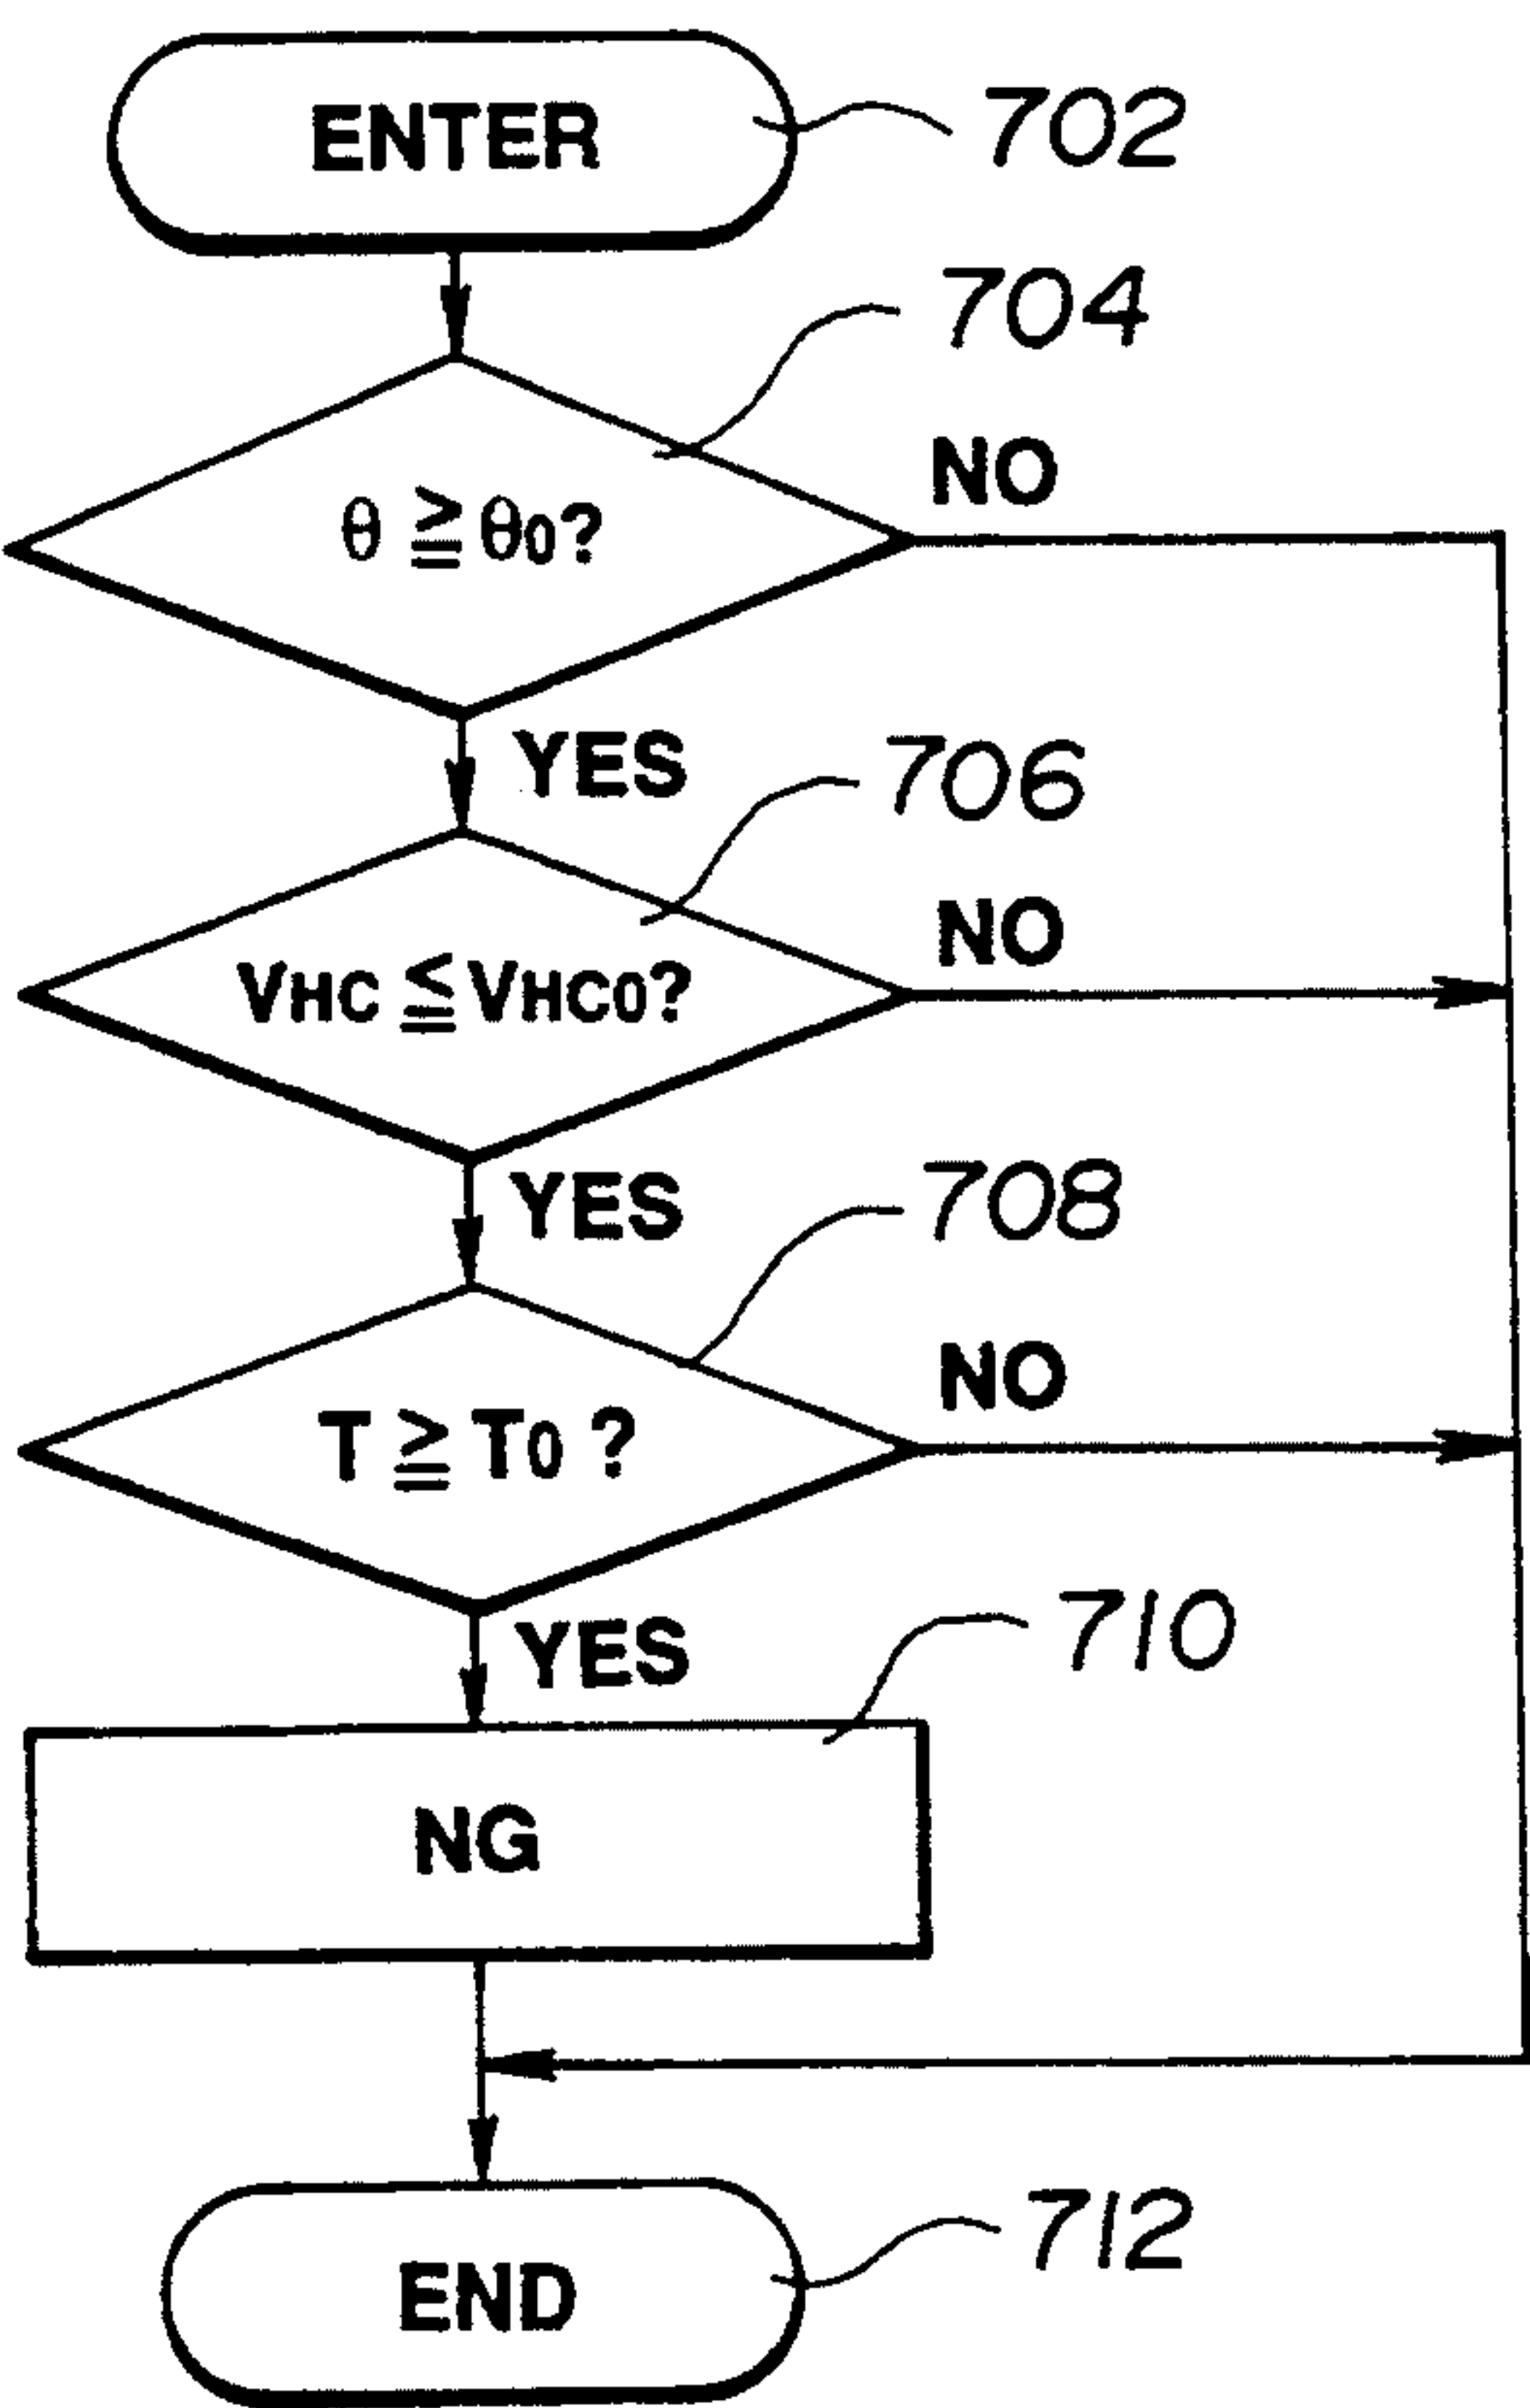 ENTER
702
704
NO
θ ≧ θ0?
YES
706
NO
VHC ≦ VHC0?
YES
708
NO
T ≧ T0 ?
YES
710
NG
712
END